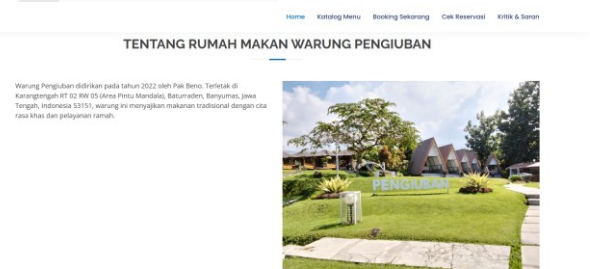 Home Katalog Menu Booking Sekarang Cek Reservasi Kritik & Saran
TENTANG RUMAH MAKAN WARUNG PENGIUBAN
Warung Pengiuban didirikan pada tahun 2022 oleh Pak Beno. Terletak di
Karangtengah RT 02 RW 05 (Area Pintu Mandala), Baturraden, Banyumas, Jawa
Tengah, Indonesia 53151, warung ini menyajikan makanan tradisional dengan cita
rasa khas dan pelayanan ramah.
PENGIUBAN